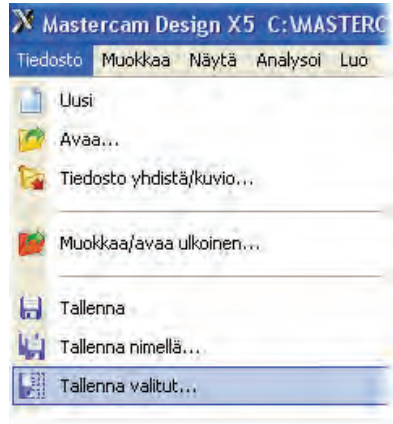 Mastercam Design X5 C:\MASTERC
Tiedosto Muokkaa Näytä Analysoi Luo
Uusi
Avaa...
Tiedosto yhdistä/kuvio...
Muokkaa/avaa ulkoinen...
Tallenna
Tallenna nimellä...
Tallenna valitut...